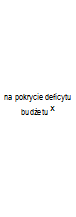 na pokrycie deficytu
budżetu x